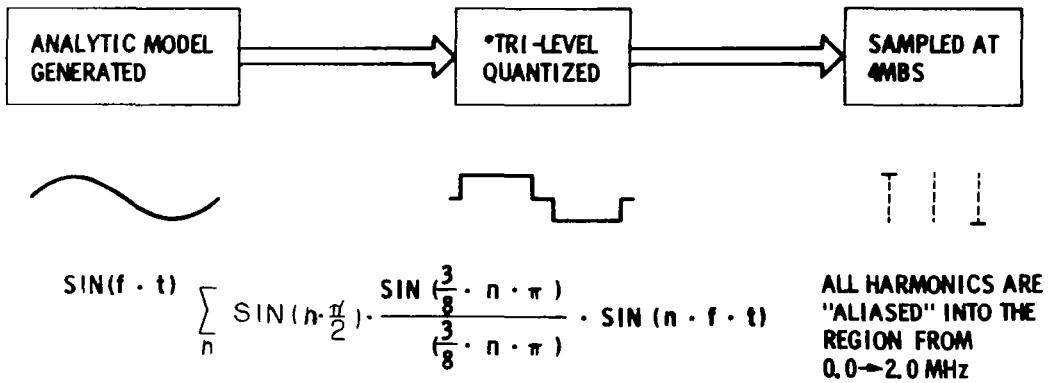 ANALYTIC MODEL
GENERATED
*TRI-LEVEL
QUANTIZED
SAMPLED AT
4MBS
SIN(f · t)
∑ₙ SIN(n·π/2) · SIN (3/8 · n · π) / (3/8 · n · π) · SIN (n · f · t)
ALL HARMONICS ARE
"ALIASED" INTO THE
REGION FROM
0.0→2.0 MHz